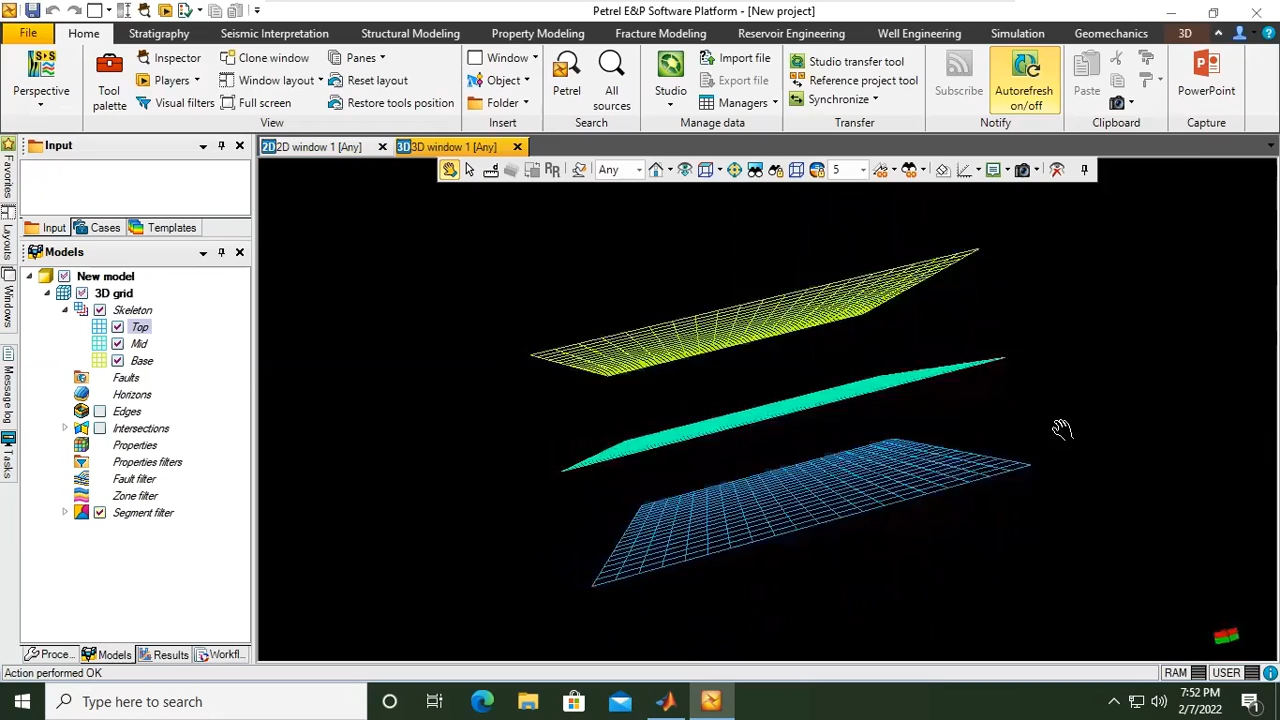 Petrel E&P Software Platform - [New project]
File Home Stratigraphy Seismic Interpretation Structural Modeling Property Modeling Fracture Modeling Reservoir Engineering Well Engineering Simulation Geomechanics 3D
Perspective
Tool palette
Inspector
Players
Visual filters
Clone window
Window layout
Full screen
Panes
Reset layout
Restore tools position
View
Window
Object
Folder
Insert
Petrel
All sources
Search
Studio
Import file
Export file
Managers
Manage data
Studio transfer tool
Reference project tool
Synchronize
Transfer
Subscribe
Autorefresh on/off
Notify
Paste
Clipboard
PowerPoint
Capture
Favorites
Layouts
Windows
Message log
Tasks
Input
Input Cases Templates
Models
New model
3D grid
Skeleton
Top
Mid
Base
Faults
Horizons
Edges
Intersections
Properties
Properties filters
Fault filter
Zone filter
Segment filter
Proce... Models Results Workfl...
2D 2D window 1 [Any] 3D 3D window 1 [Any]
Any 5
Action performed OK
RAM USER
Type here to search
7:52 PM
2/7/2022
1